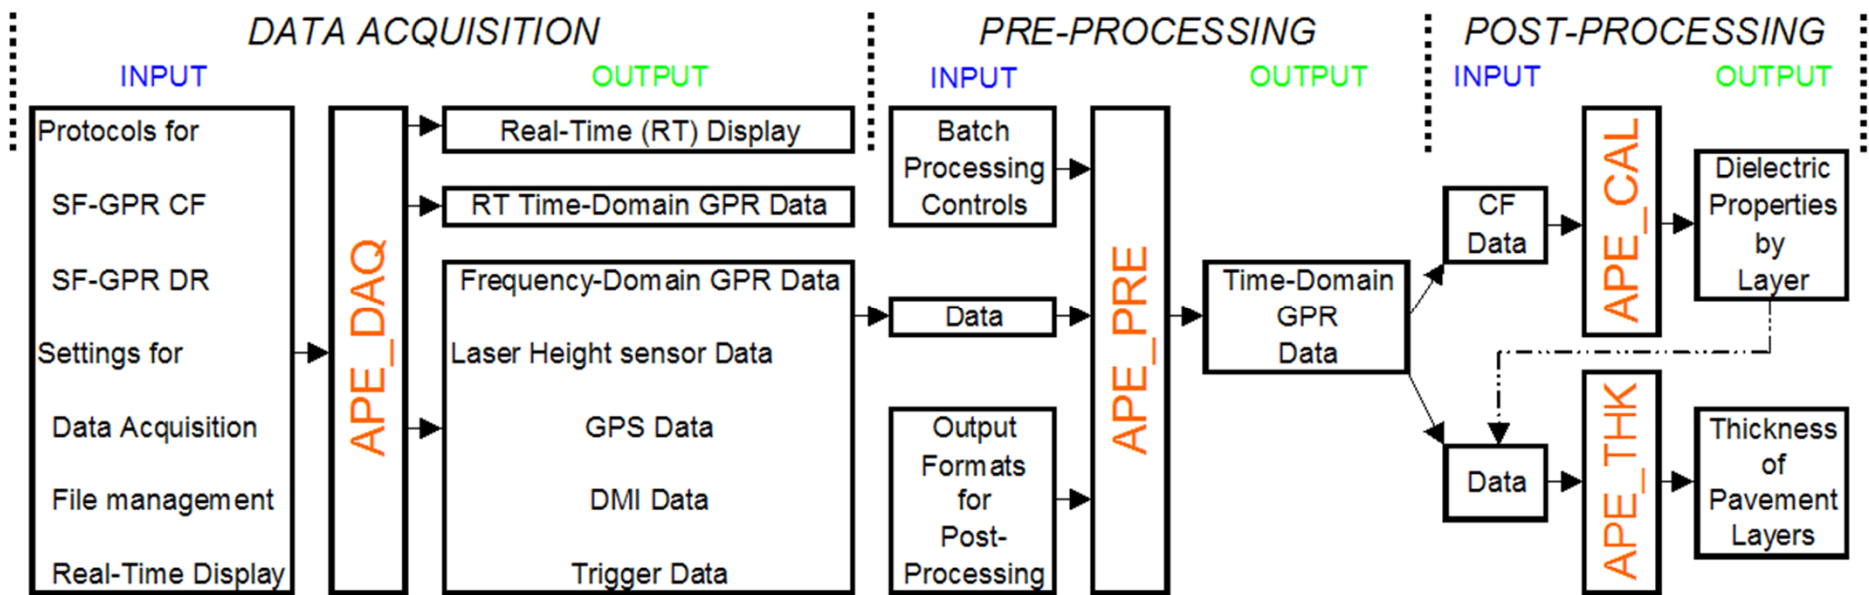 DATA ACQUISITION
INPUT
OUTPUT
Protocols for
SF-GPR CF
SF-GPR DR
Settings for
Data Acquisition
File management
Real-Time Display
APE_DAQ
Real-Time (RT) Display
RT Time-Domain GPR Data
Frequency-Domain GPR Data
Laser Height sensor Data
GPS Data
DMI Data
Trigger Data
PRE-PROCESSING
INPUT
OUTPUT
Batch
Processing
Controls
Data
Output
Formats
for
Post-
Processing
APE_PRE
Time-Domain
GPR
Data
POST-PROCESSING
INPUT
OUTPUT
CF
Data
APE_CAL
Dielectric
Properties
by
Layer
Data
APE_THK
Thickness
of
Pavement
Layers